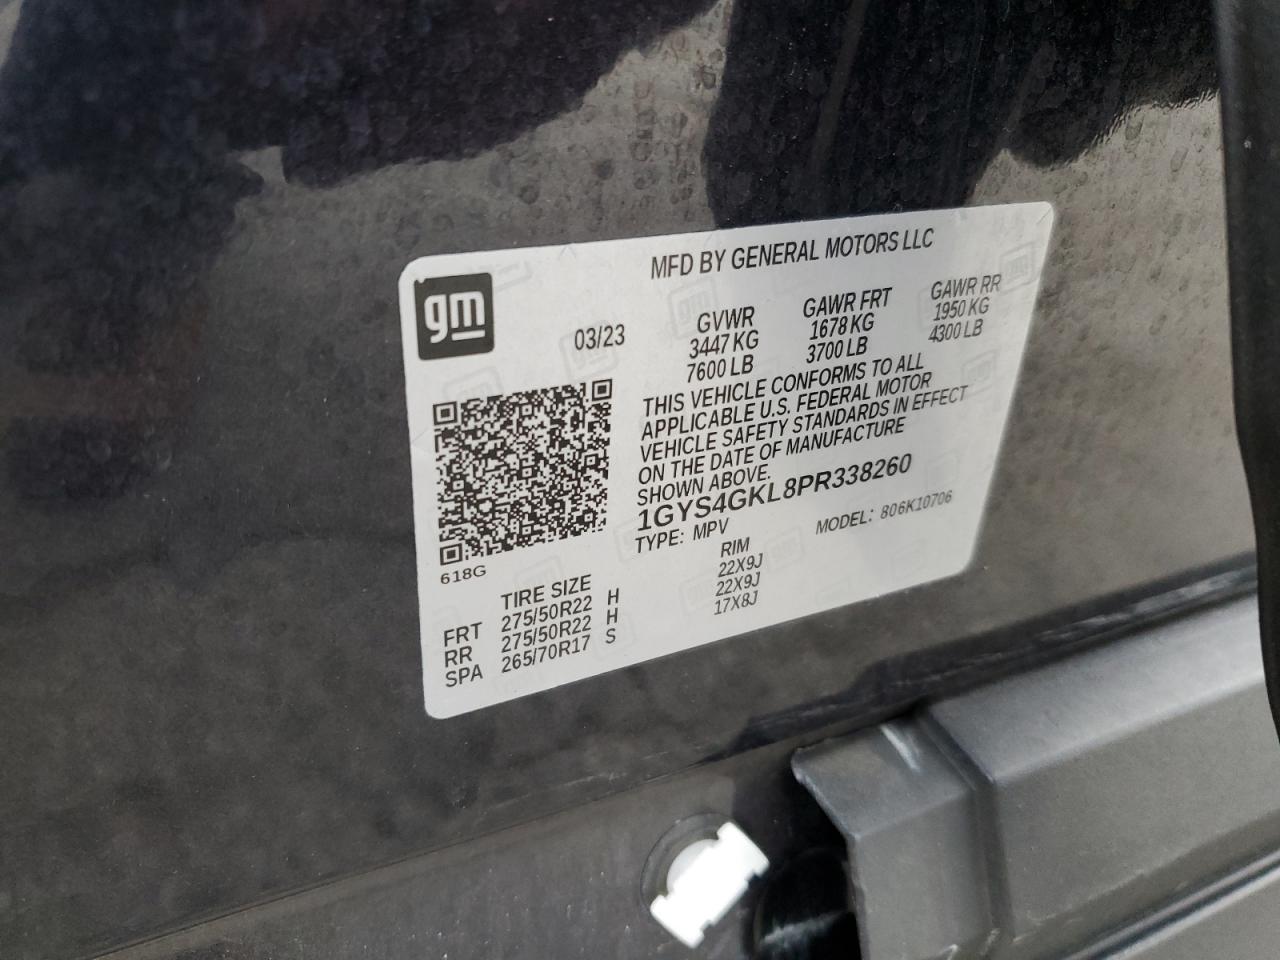 MFD BY GENERAL MOTORS LLC
gm
03/23
GVWR
3447 KG
7600 LB
GAWR FRT
1678 KG
3700 LB
GAWR RR
1950 KG
4300 LB
THIS VEHICLE CONFORMS TO ALL
APPLICABLE U.S. FEDERAL MOTOR
VEHICLE SAFETY STANDARDS IN EFFECT
ON THE DATE OF MANUFACTURE
SHOWN ABOVE.
1GYS4GKL8PR338260
TYPE: MPV
MODEL: 806K10706
618G
TIRE SIZE RIM
FRT 275/50R22 H 22X9J
RR 275/50R22 H 22X9J
SPA 265/70R17 S 17X8J